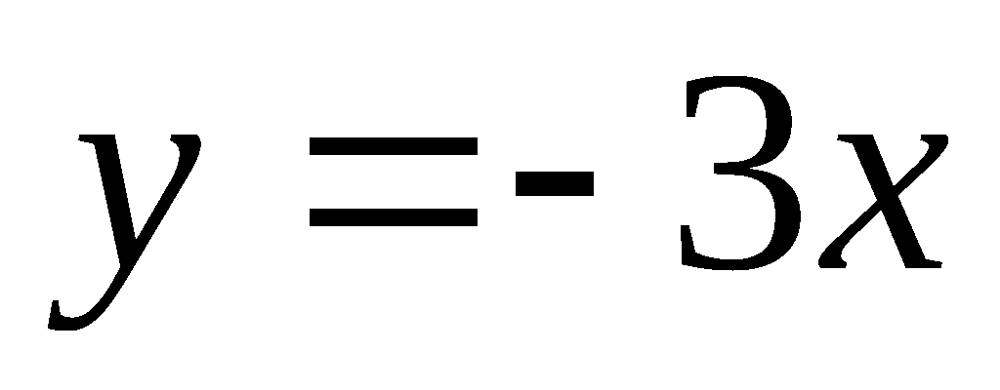 y = - 3x